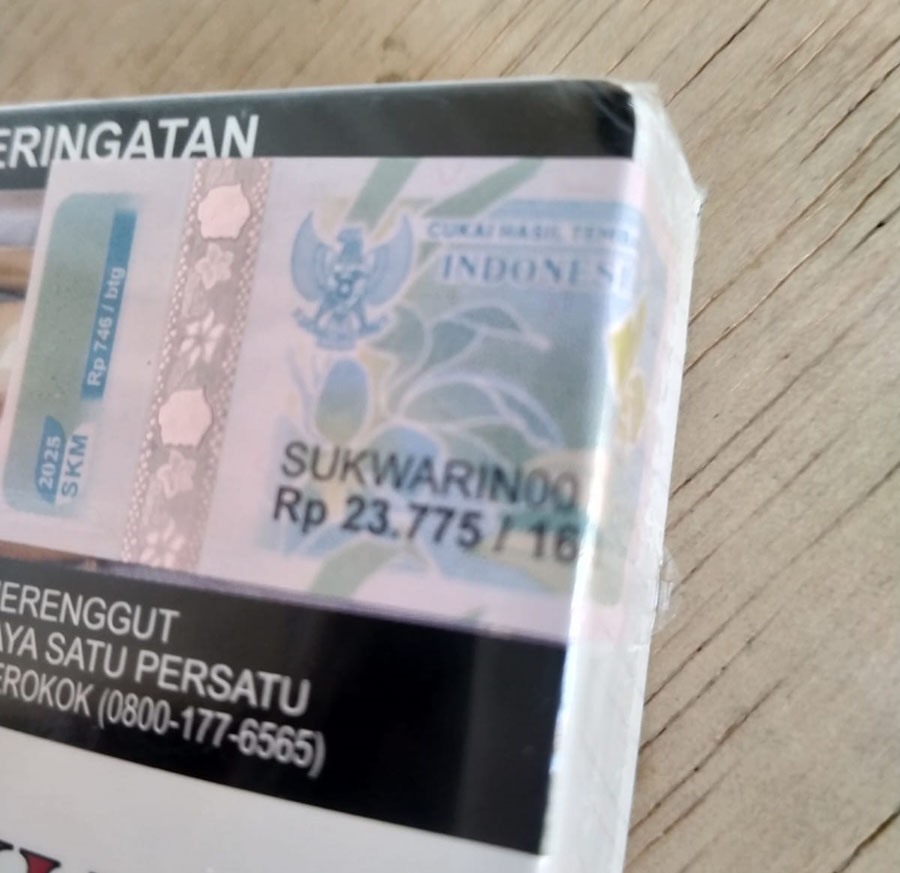 ERINGATAN
CUKAI HASIL TEMB
INDONESI
Rp 746 / btg
2025
SKM
SUKWARIN00
Rp 23.775 / 16
ERENGGUT
AYA SATU PERSATU
EROKOK (0800-177-6565)